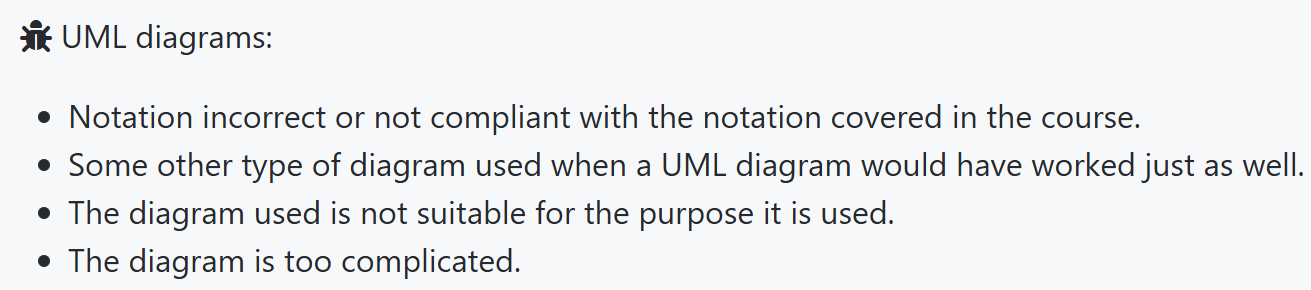 UML diagrams:
Notation incorrect or not compliant with the notation covered in the course.
Some other type of diagram used when a UML diagram would have worked just as well.
The diagram used is not suitable for the purpose it is used.
The diagram is too complicated.